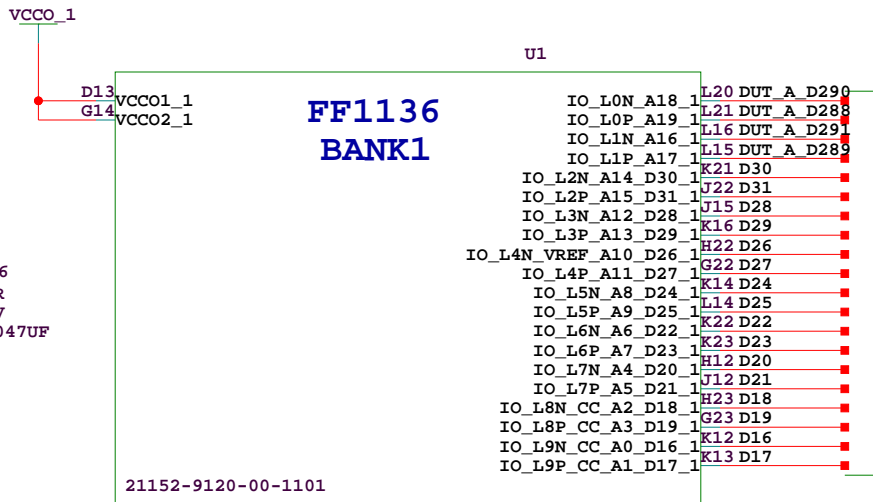 VCCO_1
U1
D13 VCCO1_1
G14 VCCO2_1
FF1136
BANK1
IO_L0N_A18_1 L20 DUT_A_D290
IO_L0P_A19_1 L21 DUT_A_D288
IO_L1N_A16_1 L16 DUT_A_D291
IO_L1P_A17_1 L15 DUT_A_D289
IO_L2N_A14_D30_1 K21 D30
IO_L2P_A15_D31_1 J22 D31
IO_L3N_A12_D28_1 J15 D28
IO_L3P_A13_D29_1 K16 D29
IO_L4N_VREF_A10_D26_1 H22 D26
IO_L4P_A11_D27_1 G22 D27
IO_L5N_A8_D24_1 K14 D24
IO_L5P_A9_D25_1 L14 D25
IO_L6N_A6_D22_1 K22 D22
IO_L6P_A7_D23_1 K23 D23
IO_L7N_A4_D20_1 H12 D20
IO_L7P_A5_D21_1 J12 D21
IO_L8N_CC_A2_D18_1 H23 D18
IO_L8P_CC_A3_D19_1 G23 D19
IO_L9N_CC_A0_D16_1 K12 D16
IO_L9P_CC_A1_D17_1 K13 D17
6
R
047UF
21152-9120-00-1101